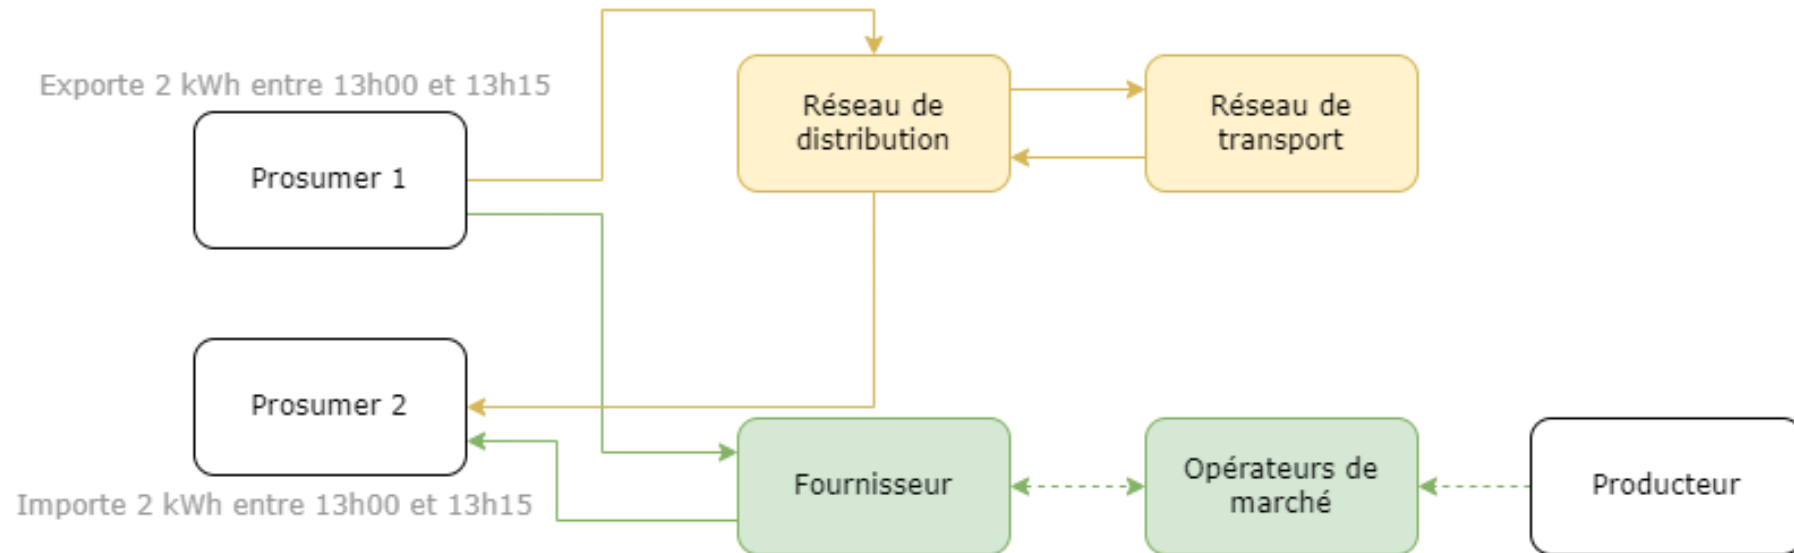 Exporte 2 kWh entre 13h00 et 13h15
Prosumer 1
Réseau de
distribution
Réseau de
transport
Prosumer 2
Importe 2 kWh entre 13h00 et 13h15
Fournisseur
Opérateurs de
marché
Producteur